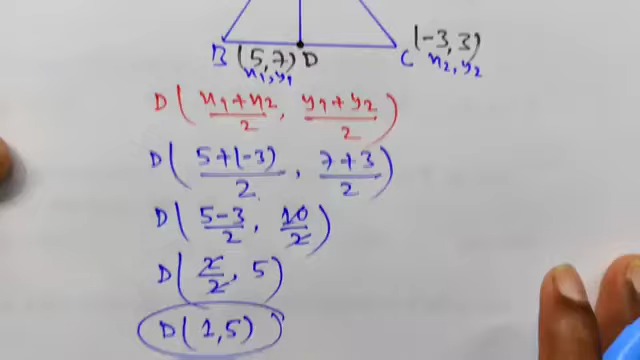 B (5,7) D C (-3,3)
x₁,y₁ x₂,y₂
D( x₁+x₂/2 , y₁+y₂/2 )
D( 5+(-3)/2 , 7+3/2 )
D( 5-3/2 , 10/2 )
D( 2/2 , 5)
D(1,5)